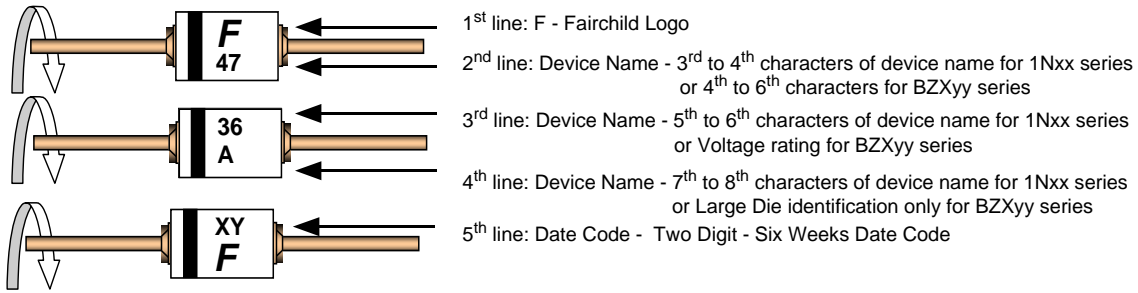 F
47
36
A
XY
F
1st line: F - Fairchild Logo
2nd line: Device Name - 3rd to 4th characters of device name for 1Nxx series
or 4th to 6th characters for BZXyy series
3rd line: Device Name - 5th to 6th characters of device name for 1Nxx series
or Voltage rating for BZXyy series
4th line: Device Name - 7th to 8th characters of device name for 1Nxx series
or Large Die identification only for BZXyy series
5th line: Date Code - Two Digit - Six Weeks Date Code